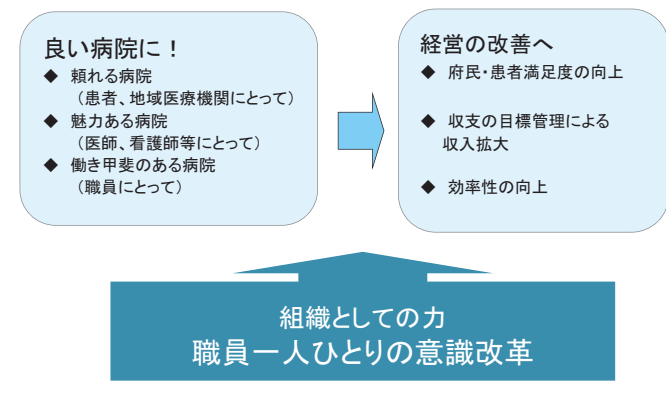 良い病院に！
◆ 頼れる病院
（患者、地域医療機関にとって）
◆ 魅力ある病院
（医師、看護師等にとって）
◆ 働き甲斐のある病院
（職員にとって）
経営の改善へ
◆ 府民・患者満足度の向上
◆ 収支の目標管理による
収入拡大
◆ 効率性の向上
組織としての力
職員一人ひとりの意識改革